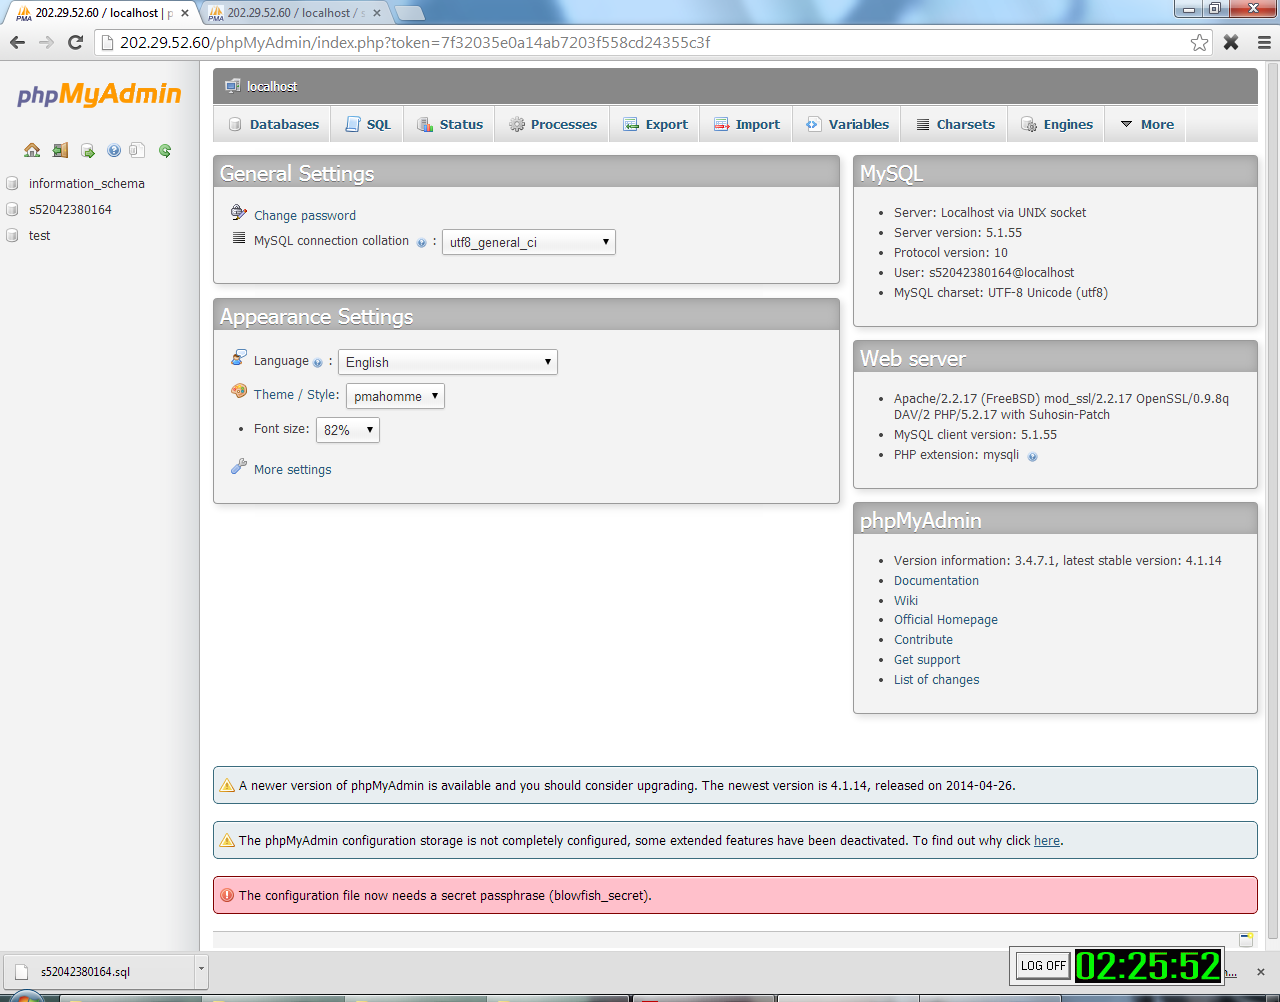 202.29.52.60 / localhost | p
202.29.52.60 / localhost / s
202.29.52.60/phpMyAdmin/index.php?token=7f32035e0a14ab7203f558cd24355c3f
phpMyAdmin
information_schema
s52042380164
test
localhost
Databases
SQL
Status
Processes
Export
Import
Variables
Charsets
Engines
More
General Settings
Change password
MySQL connection collation :
utf8_general_ci
Appearance Settings
Language :
English
Theme / Style:
pmahomme
Font size:
82%
More settings
MySQL
Server: Localhost via UNIX socket
Server version: 5.1.55
Protocol version: 10
User: s52042380164@localhost
MySQL charset: UTF-8 Unicode (utf8)
Web server
Apache/2.2.17 (FreeBSD) mod_ssl/2.2.17 OpenSSL/0.9.8q
DAV/2 PHP/5.2.17 with Suhosin-Patch
MySQL client version: 5.1.55
PHP extension: mysqli
phpMyAdmin
Version information: 3.4.7.1, latest stable version: 4.1.14
Documentation
Wiki
Official Homepage
Contribute
Get support
List of changes
A newer version of phpMyAdmin is available and you should consider upgrading. The newest version is 4.1.14, released on 2014-04-26.
The phpMyAdmin configuration storage is not completely configured, some extended features have been deactivated. To find out why click here.
The configuration file now needs a secret passphrase (blowfish_secret).
s52042380164.sql
LOG OFF
02:25:52